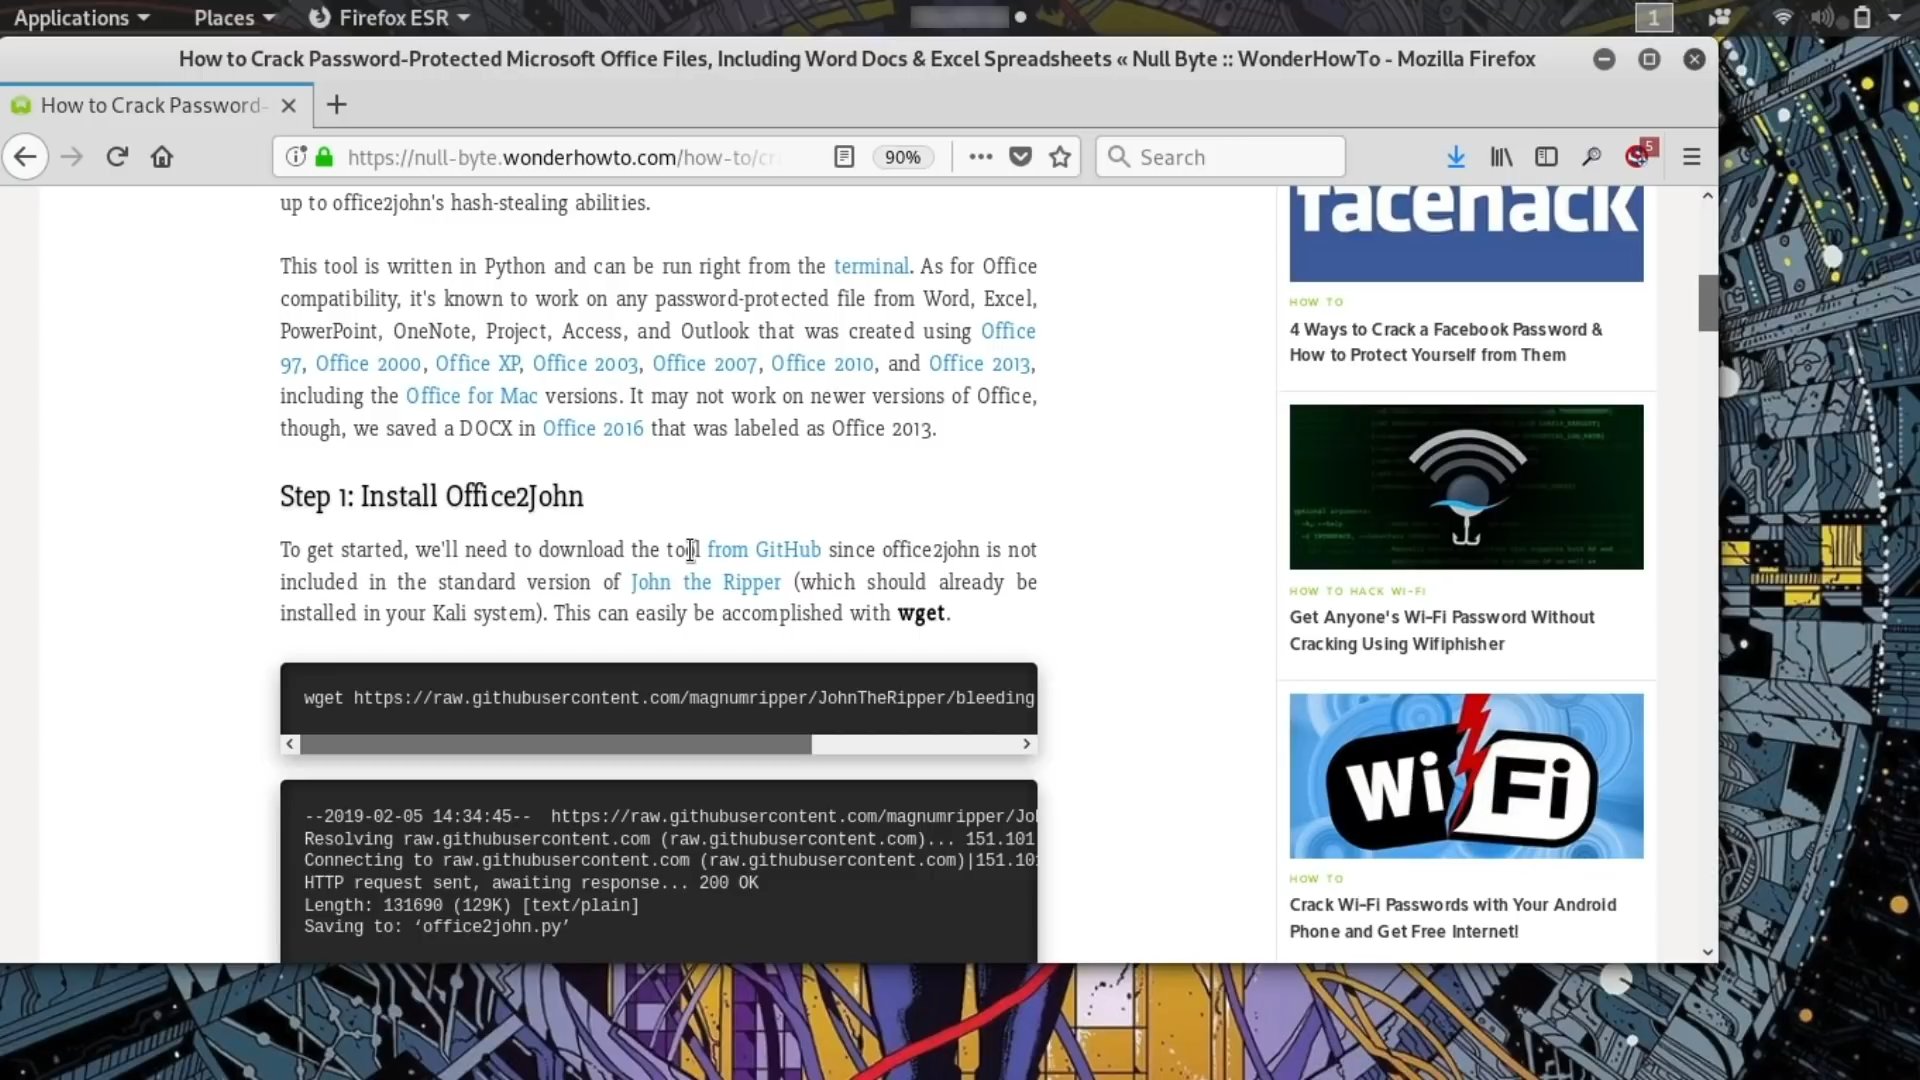 Applications Places Firefox ESR 1
How to Crack Password-Protected Microsoft Office Files, Including Word Docs & Excel Spreadsheets « Null Byte :: WonderHowTo - Mozilla Firefox
How to Crack Password-
https://null-byte.wonderhowto.com/how-to/cr 90% Search 5
up to office2john's hash-stealing abilities.
This tool is written in Python and can be run right from the terminal. As for Office
compatibility, it's known to work on any password-protected file from Word, Excel,
PowerPoint, OneNote, Project, Access, and Outlook that was created using Office
97, Office 2000, Office XP, Office 2003, Office 2007, Office 2010, and Office 2013,
including the Office for Mac versions. It may not work on newer versions of Office,
though, we saved a DOCX in Office 2016 that was labeled as Office 2013.
Step 1: Install Office2John
To get started, we'll need to download the tool from GitHub since office2john is not
included in the standard version of John the Ripper (which should already be
installed in your Kali system). This can easily be accomplished with wget.
wget https://raw.githubusercontent.com/magnumripper/JohnTheRipper/bleeding
--2019-02-05 14:34:45-- https://raw.githubusercontent.com/magnumripper/Jo
Resolving raw.githubusercontent.com (raw.githubusercontent.com)... 151.101
Connecting to raw.githubusercontent.com (raw.githubusercontent.com)|151.10
HTTP request sent, awaiting response... 200 OK
Length: 131690 (129K) [text/plain]
Saving to: ‘office2john.py’
facehack
HOW TO
4 Ways to Crack a Facebook Password &
How to Protect Yourself from Them
HOW TO HACK WI-FI
Get Anyone's Wi-Fi Password Without
Cracking Using Wifiphisher
Wi Fi
HOW TO
Crack Wi-Fi Passwords with Your Android
Phone and Get Free Internet!